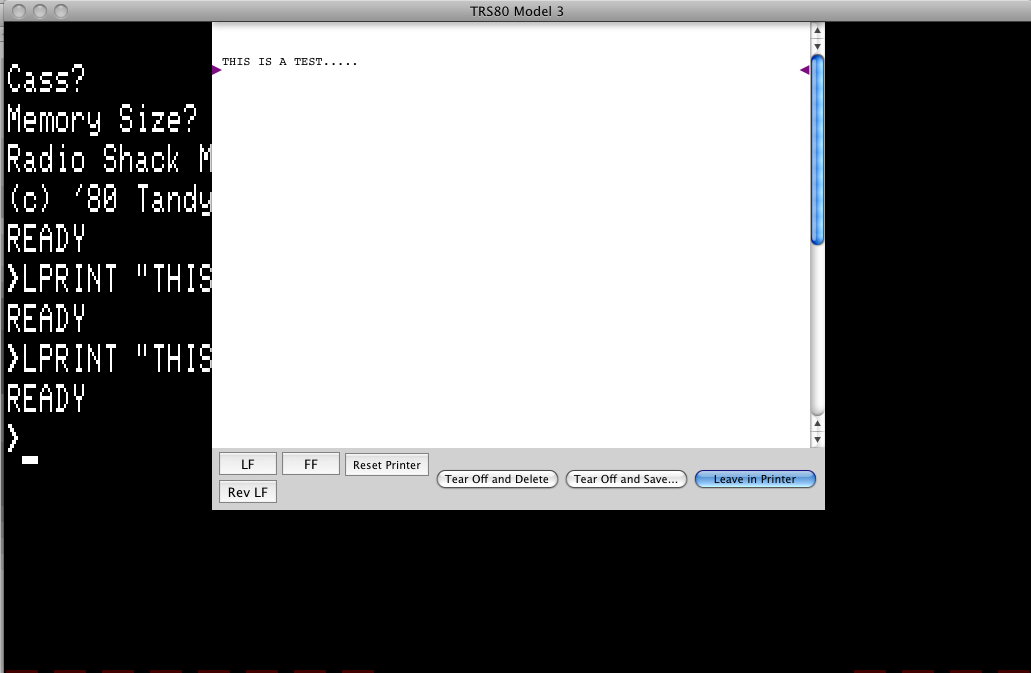 TRS80 Model 3
THIS IS A TEST.....
Cass?
Memory Size?
Radio Shack M
(c) '80 Tandy
READY
>LPRINT "THIS
READY
>LPRINT "THIS
READY
>_
LF
FF
Reset Printer
Rev LF
Tear Off and Delete
Tear Off and Save...
Leave in Printer